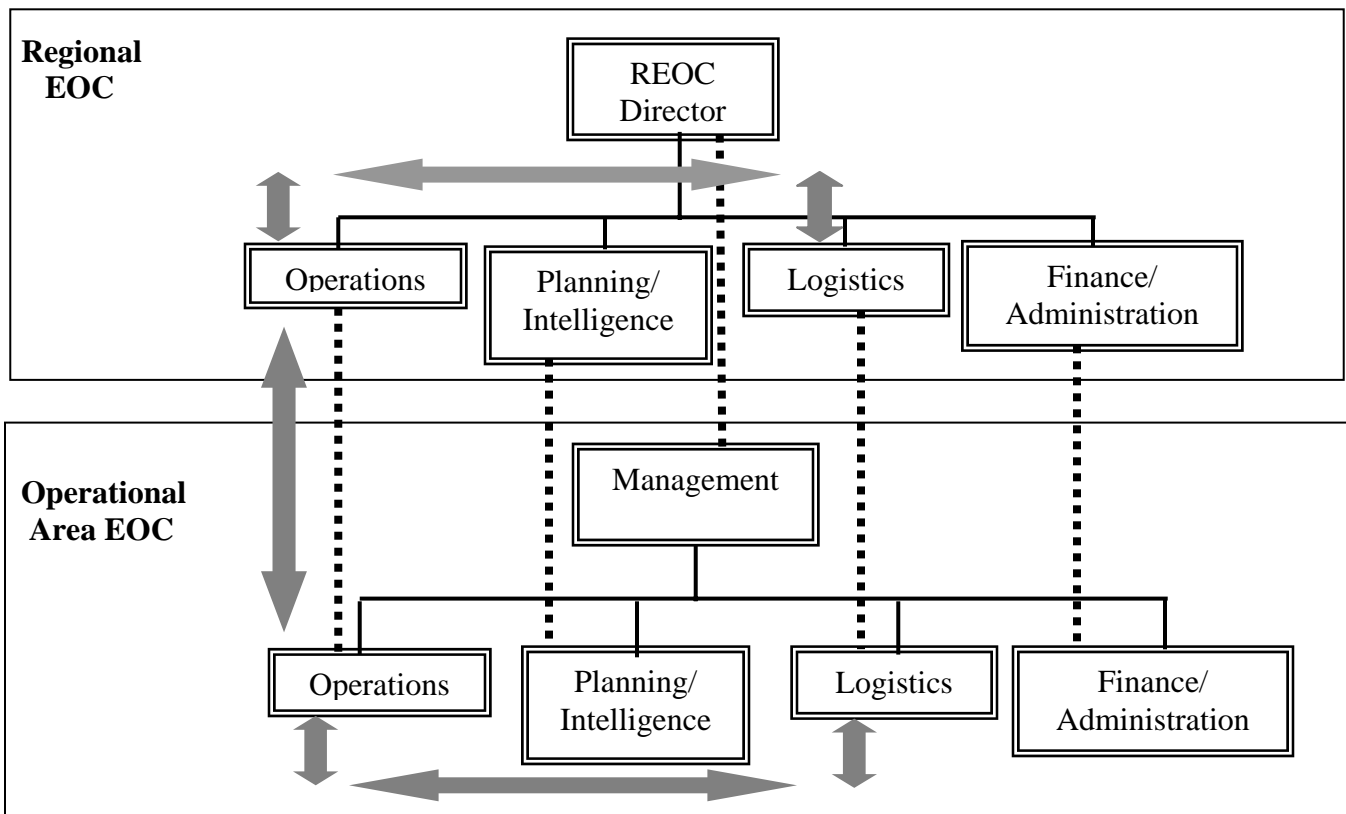 Regional
EOC
REOC
Director
Operations
Planning/
Intelligence
Logistics
Finance/
Administration
Operational
Area EOC
Management
Operations
Planning/
Intelligence
Logistics
Finance/
Administration